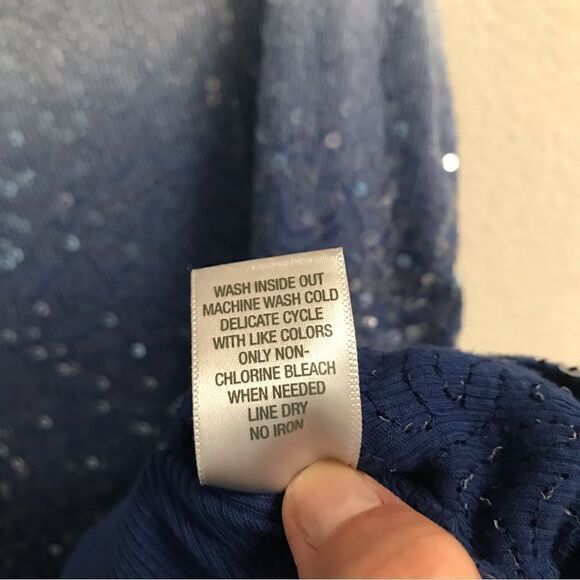 WASH INSIDE OUT
MACHINE WASH COLD
DELICATE CYCLE
WITH LIKE COLORS
ONLY NON-
CHLORINE BLEACH
WHEN NEEDED
LINE DRY
NO IRON